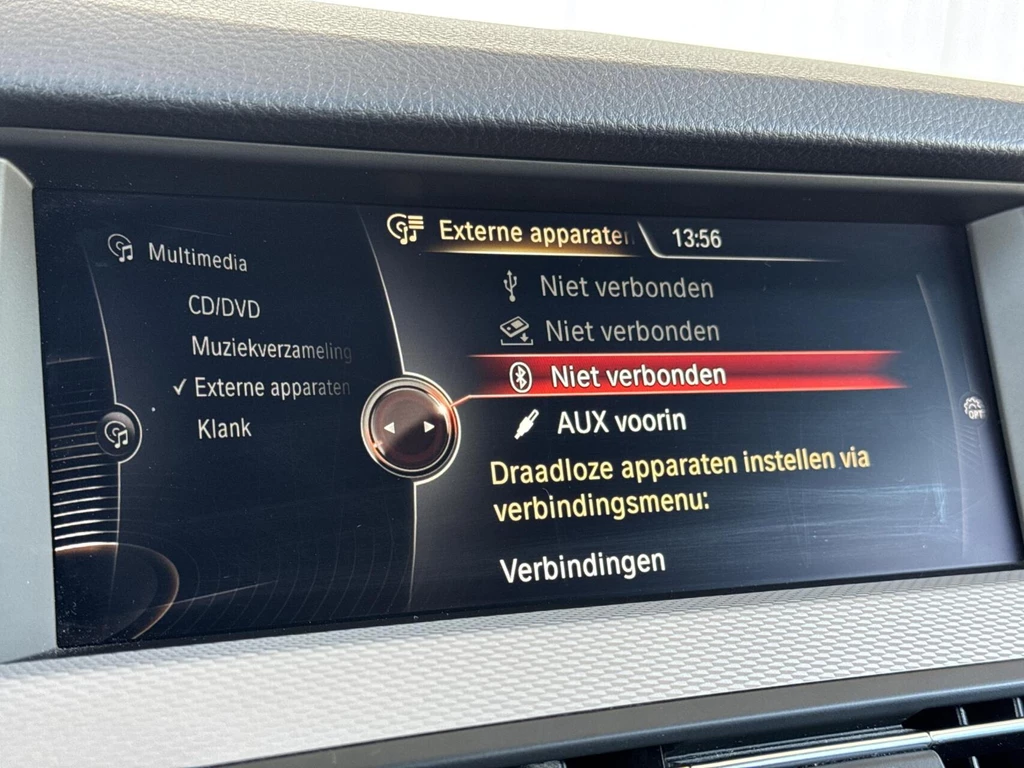 Multimedia
CD/DVD
Muziekverzameling
Externe apparaten
Klank
Externe apparaten
13:56
Niet verbonden
Niet verbonden
Niet verbonden
AUX voorin
Draadloze apparaten instellen via
verbindingsmenu:
Verbindingen
OPT